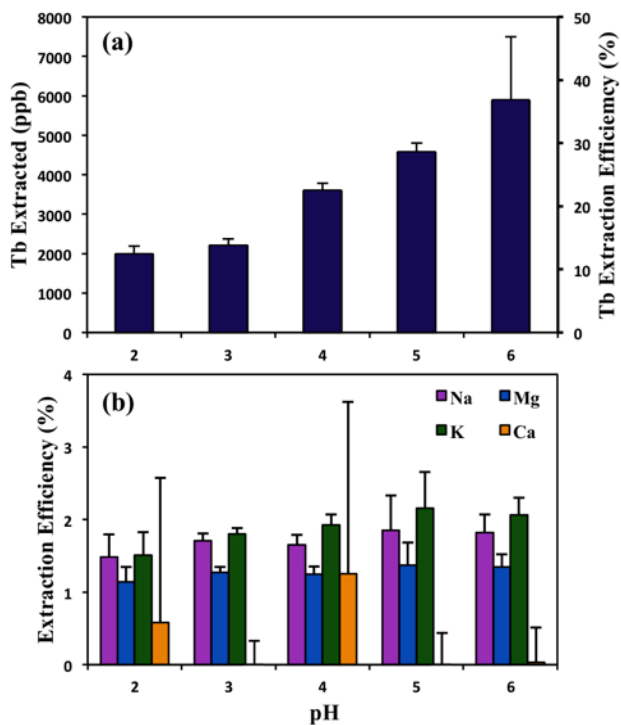 (a)
Tb Extracted (ppb)
8000
7000
6000
5000
4000
3000
2000
1000
0
50
40
30
20
10
0
Tb Extraction Efficiemcy (%)
2 3 4 5 6
(b)
Extraction Efficiency (%)
4
3
2
1
0
Na Mg
K Ca
2 3 4 5 6
pH